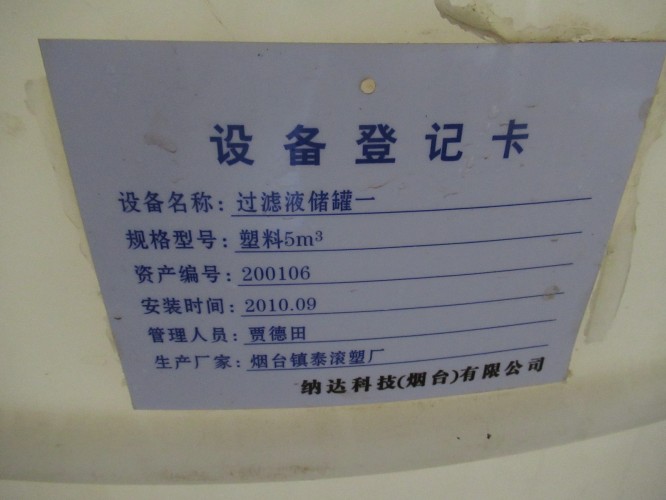 设备登记卡
设备名称：过滤液储罐一
规格型号：塑料5m³
资产编号：200106
安装时间：2010.09
管理人员：贾德田
生产厂家：烟台镇泰滚塑厂
纳达科技(烟台)有限公司